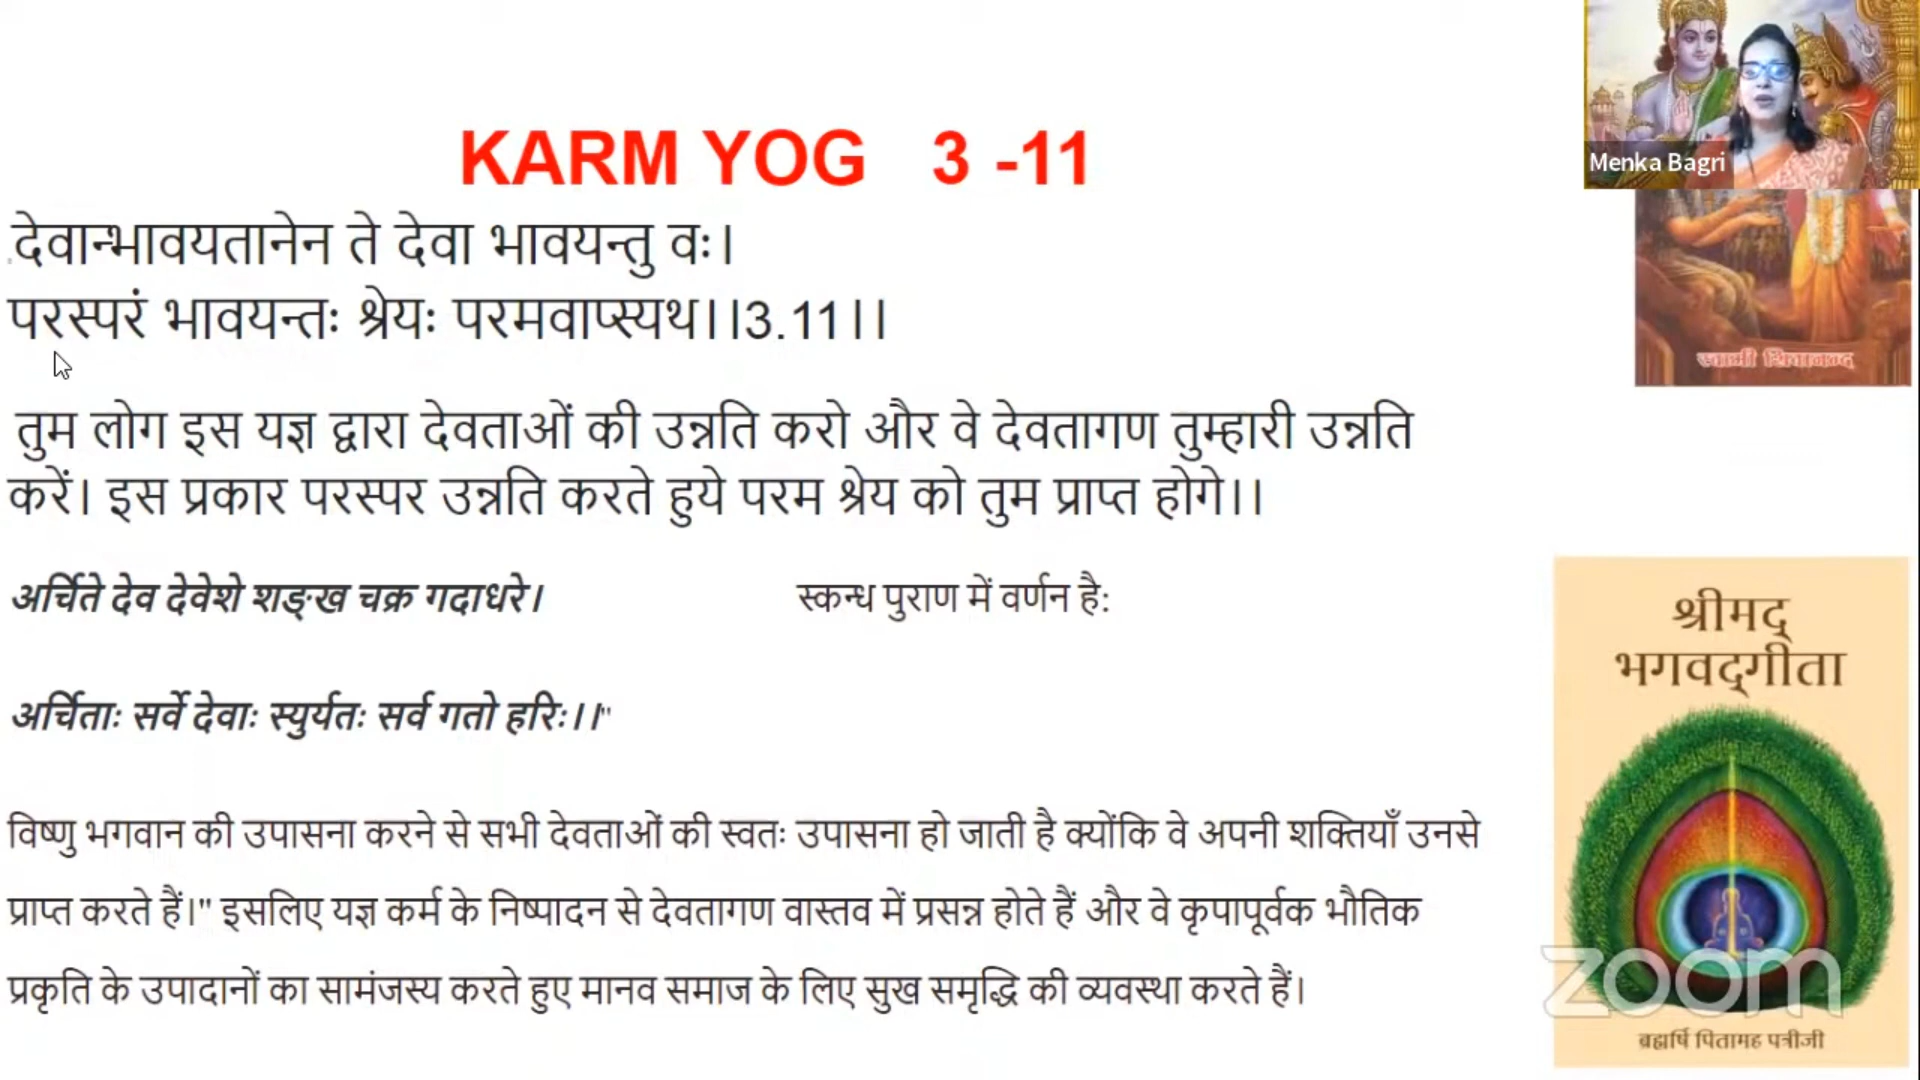 KARM YOG 3 -11
Menka Bagri
देवान्भावयतानेन ते देवा भावयन्तु वः।
परस्परं भावयन्तः श्रेयः परमवाप्स्यथ।।3.11।।
स्वामी शिवानन्द
तुम लोग इस यज्ञ द्वारा देवताओं की उन्नति करो और वे देवतागण तुम्हारी उन्नति
करें। इस प्रकार परस्पर उन्नति करते हुये परम श्रेय को तुम प्राप्त होगे।।
अर्चिते देव देवेशे शङ्ख चक्र गदाधरे। स्कन्ध पुराण में वर्णन है:
अर्चिताः सर्वे देवाः स्युर्यतः सर्व गतो हरिः।।"
विष्णु भगवान की उपासना करने से सभी देवताओं की स्वतः उपासना हो जाती है क्योंकि वे अपनी शक्तियाँ उनसे
प्राप्त करते हैं।" इसलिए यज्ञ कर्म के निष्पादन से देवतागण वास्तव में प्रसन्न होते हैं और वे कृपापूर्वक भौतिक
प्रकृति के उपादानों का सामंजस्य करते हुए मानव समाज के लिए सुख समृद्धि की व्यवस्था करते हैं।
श्रीमद्
भगवद्गीता
zoom
ब्रह्मर्षि पितामह पत्रीजी